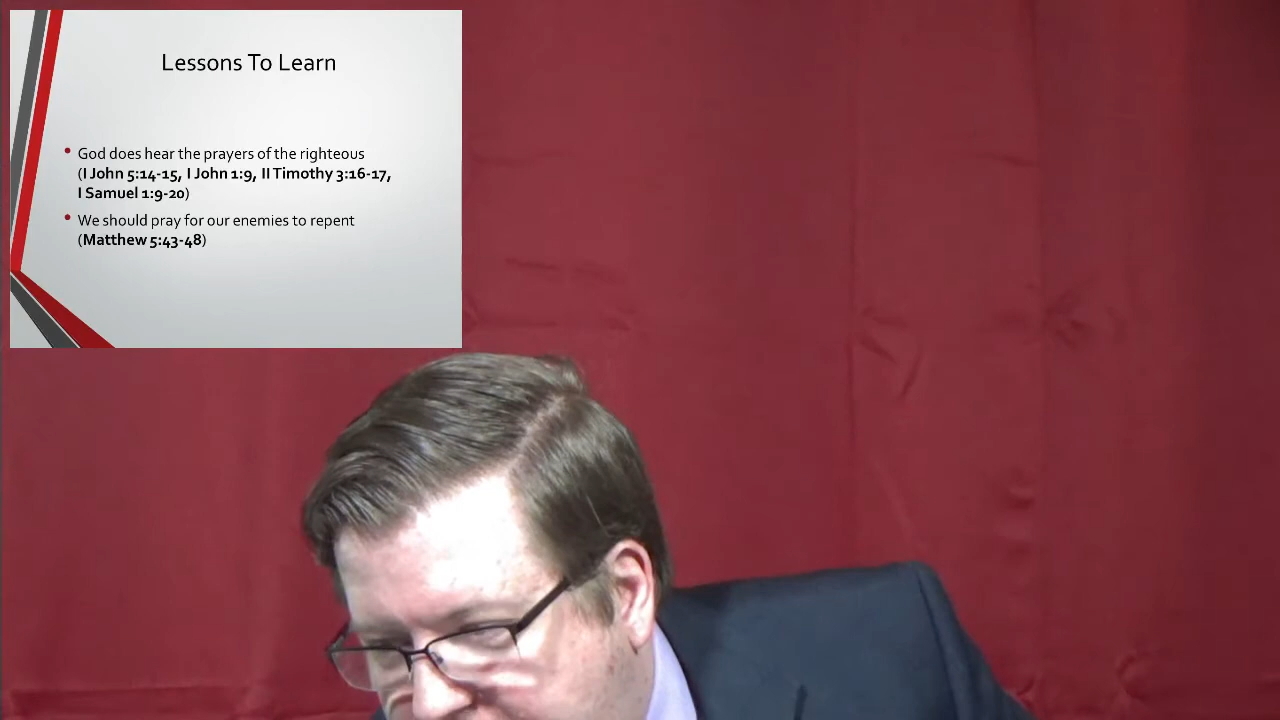 Lessons To Learn
• God does hear the prayers of the righteous
(I John 5:14-15, I John 1:9, II Timothy 3:16-17,
I Samuel 1:9-20)
• We should pray for our enemies to repent
(Matthew 5:43-48)